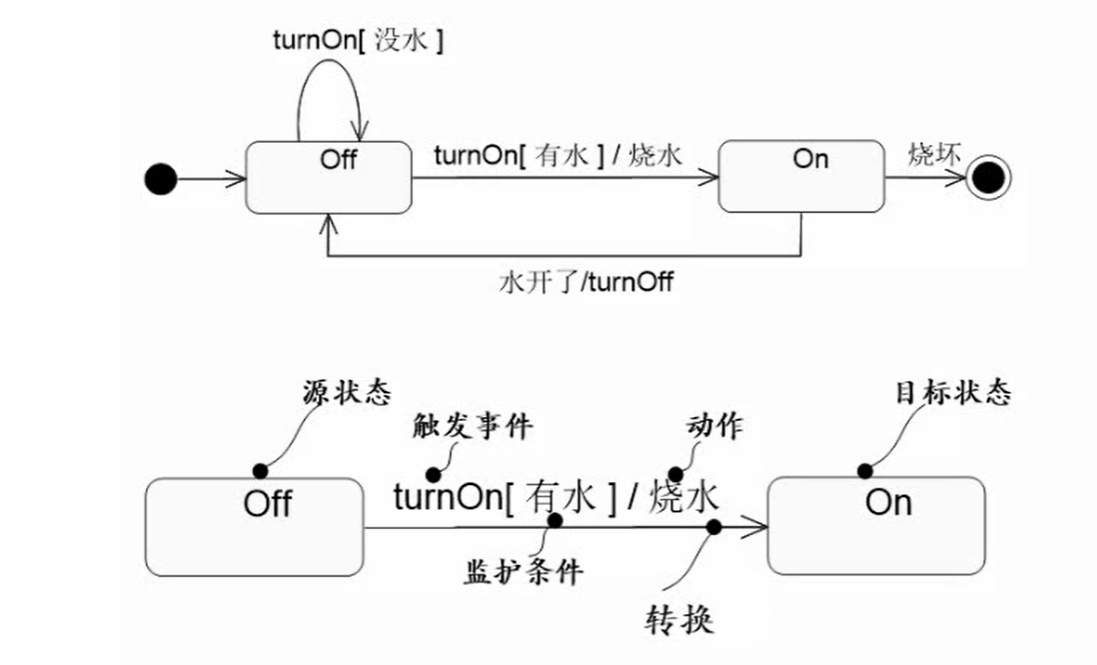 turnOn[ 没水 ]
Off
turnOn[ 有水 ] / 烧水
On
烧坏
水开了/turnOff
源状态
目标状态
触发事件
动作
Off
turnOn[ 有水 ] / 烧水
On
监护条件
转换